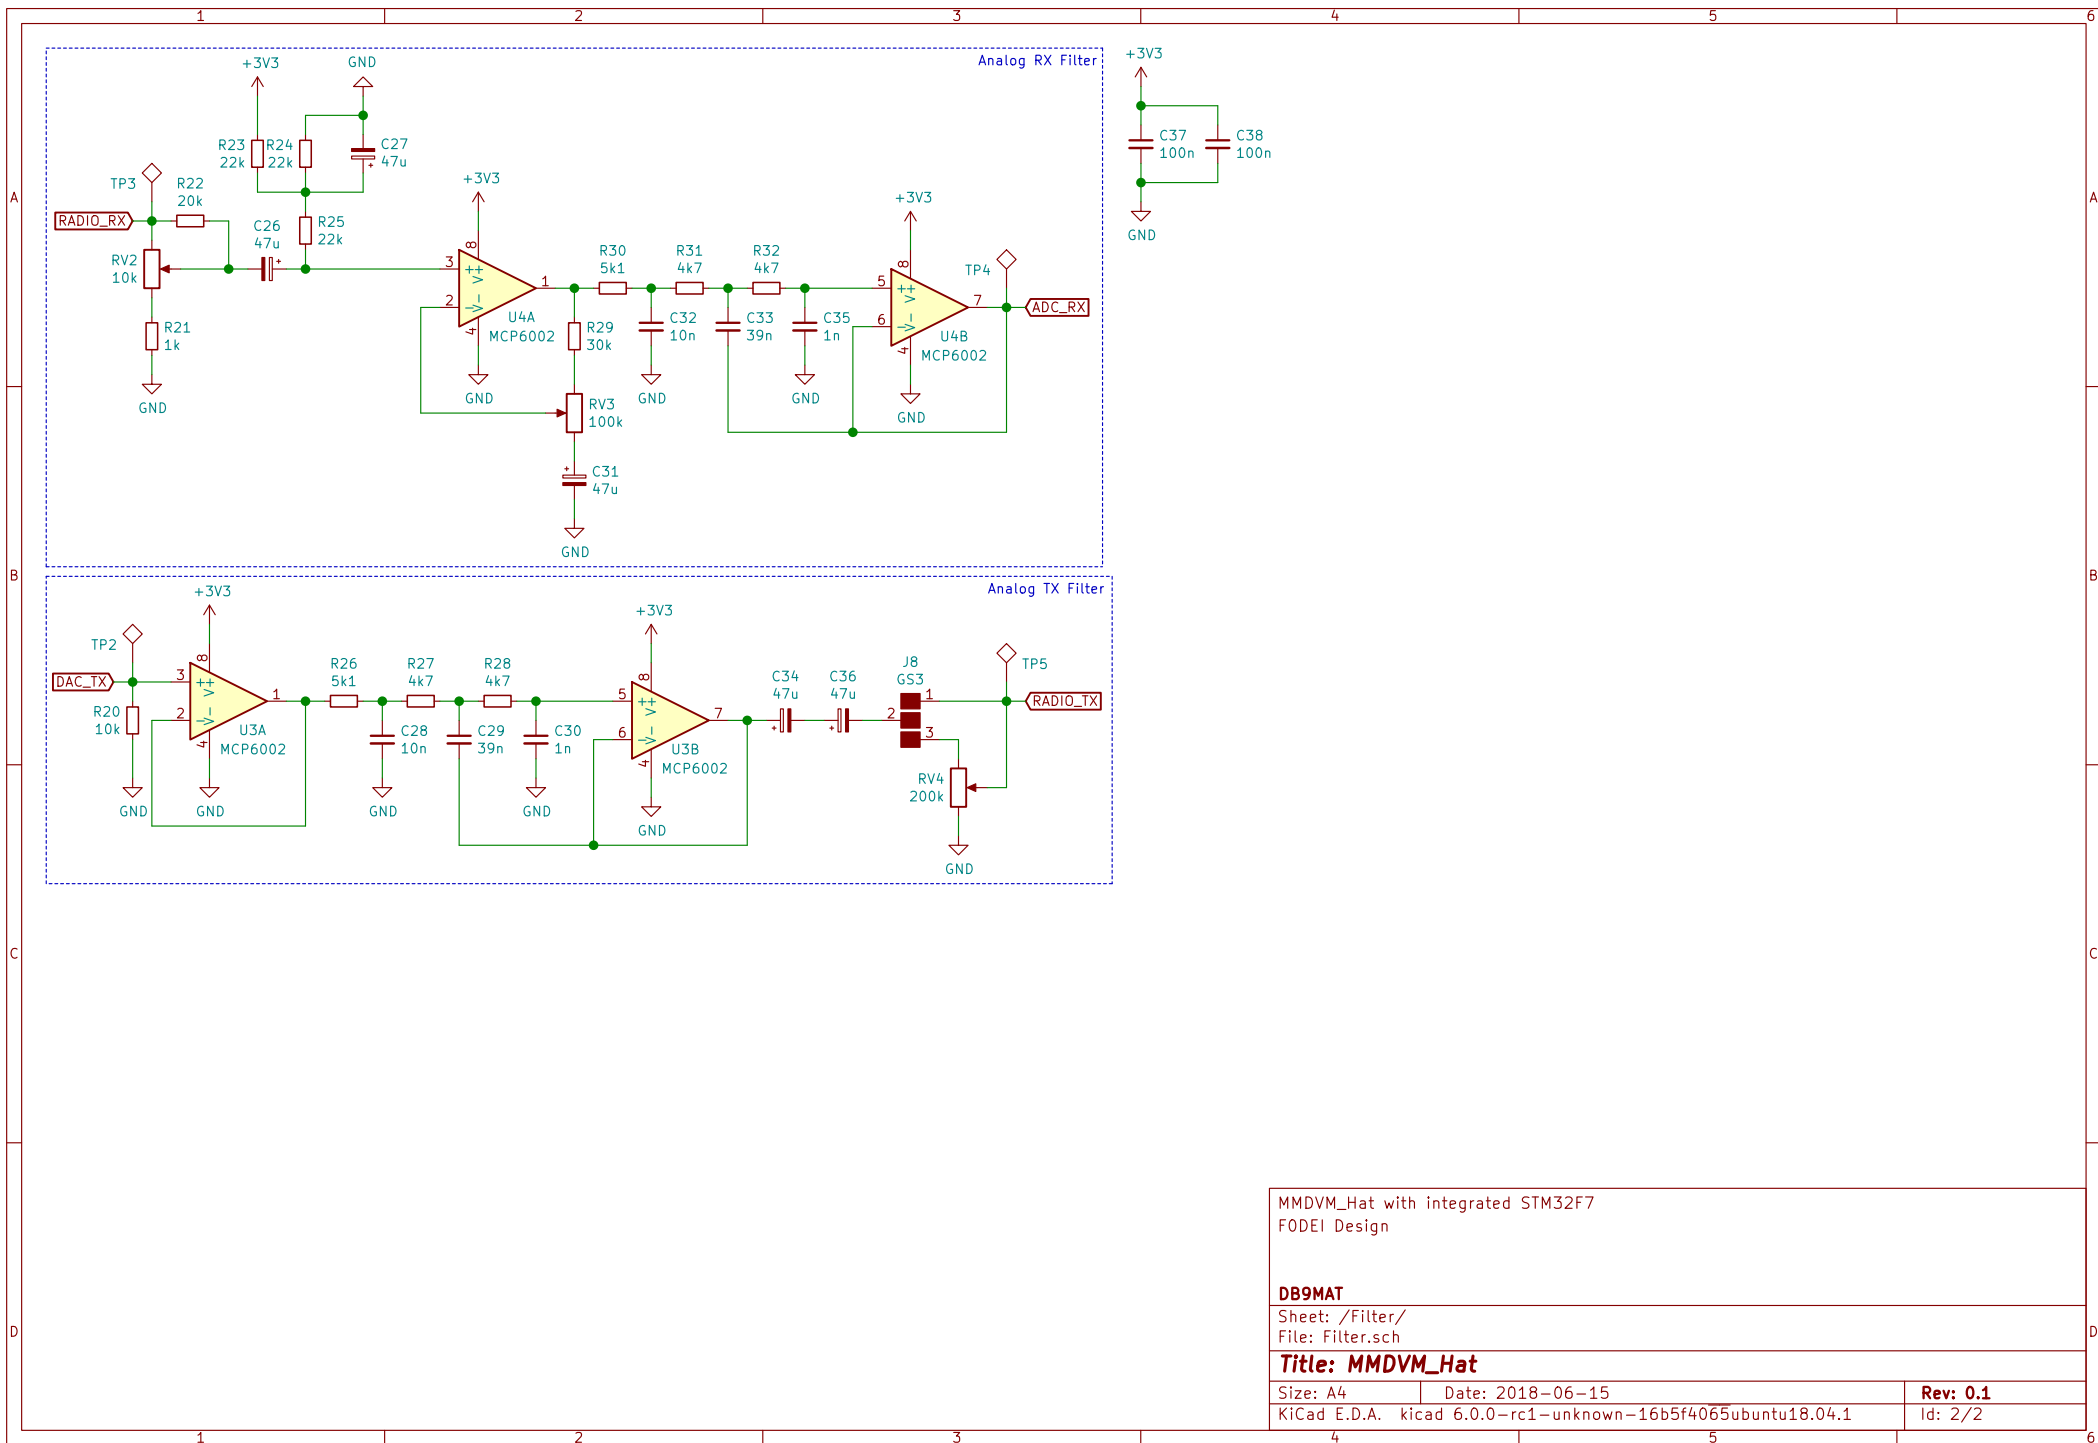 1 2 3 4 5 6
A
B
C
D
A
B
C
D
1 2 3 4 5 6
Analog RX Filter
+3V3
GND
R23
22k
R24
22k
C27
47u
TP3
R22
20k
RADIO_RX
RV2
10k
C26
47u
+
R25
22k
R21
1k
GND
+3V3
8
3
2
1
4
++
V+
V-
U4A
MCP6002
GND
R30
5k1
R31
4k7
R32
4k7
R29
30k
C32
10n
GND
C33
39n
C35
1n
GND
RV3
100k
+
C31
47u
GND
+3V3
8
5
6
7
4
U4B
MCP6002
GND
TP4
ADC_RX
+3V3
C37
100n
C38
100n
GND
Analog TX Filter
+3V3
TP2
DAC_TX
R20
10k
GND
8
3
2
1
4
U3A
MCP6002
GND
R26
5k1
R27
4k7
R28
4k7
C28
10n
GND
C29
39n
C30
1n
GND
+3V3
8
5
6
7
4
U3B
MCP6002
GND
C34
47u
+
C36
47u
+
J8
GS3
1
2
3
TP5
RADIO_TX
RV4
200k
GND
MMDVM_Hat with integrated STM32F7
FODEI Design
DB9MAT
Sheet: /Filter/
File: Filter.sch
Title: MMDVM_Hat
Size: A4 Date: 2018-06-15 Rev: 0.1
KiCad E.D.A. kicad 6.0.0-rc1-unknown-16b5f4065ubuntu18.04.1 Id: 2/2